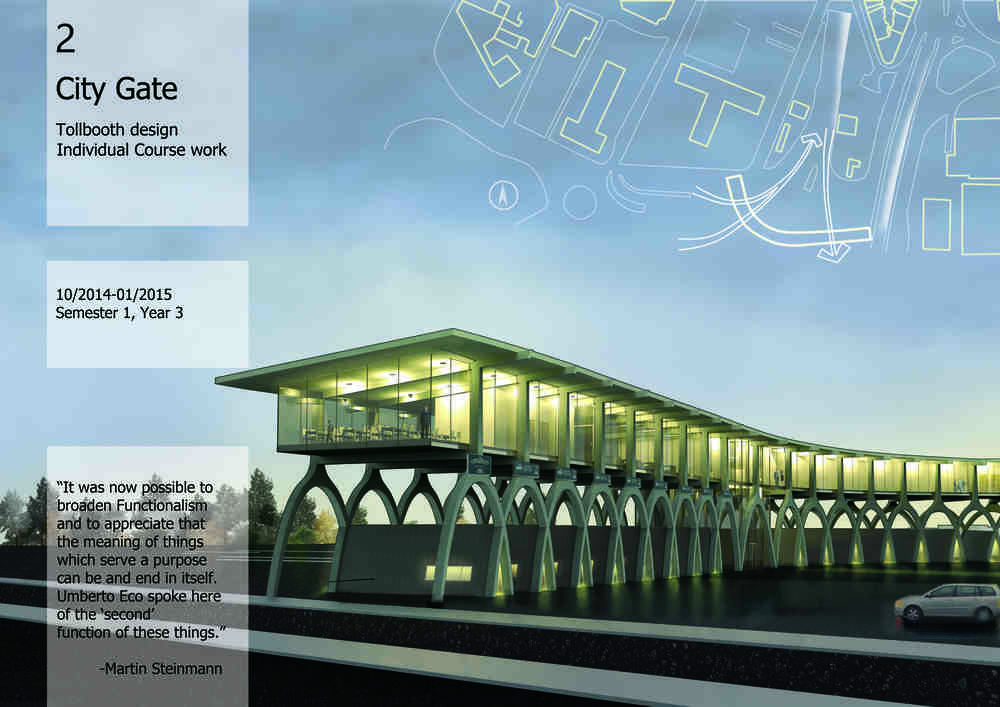 2
City Gate
Tollbooth design
Individual Course work
10/2014-01/2015
Semester 1, Year 3
“It was now possible to
broaden Functionalism
and to appreciate that
the meaning of things
which serve a purpose
can be and end in itself.
Umberto Eco spoke here
of the ‘second’
function of these things.”
-Martin Steinmann